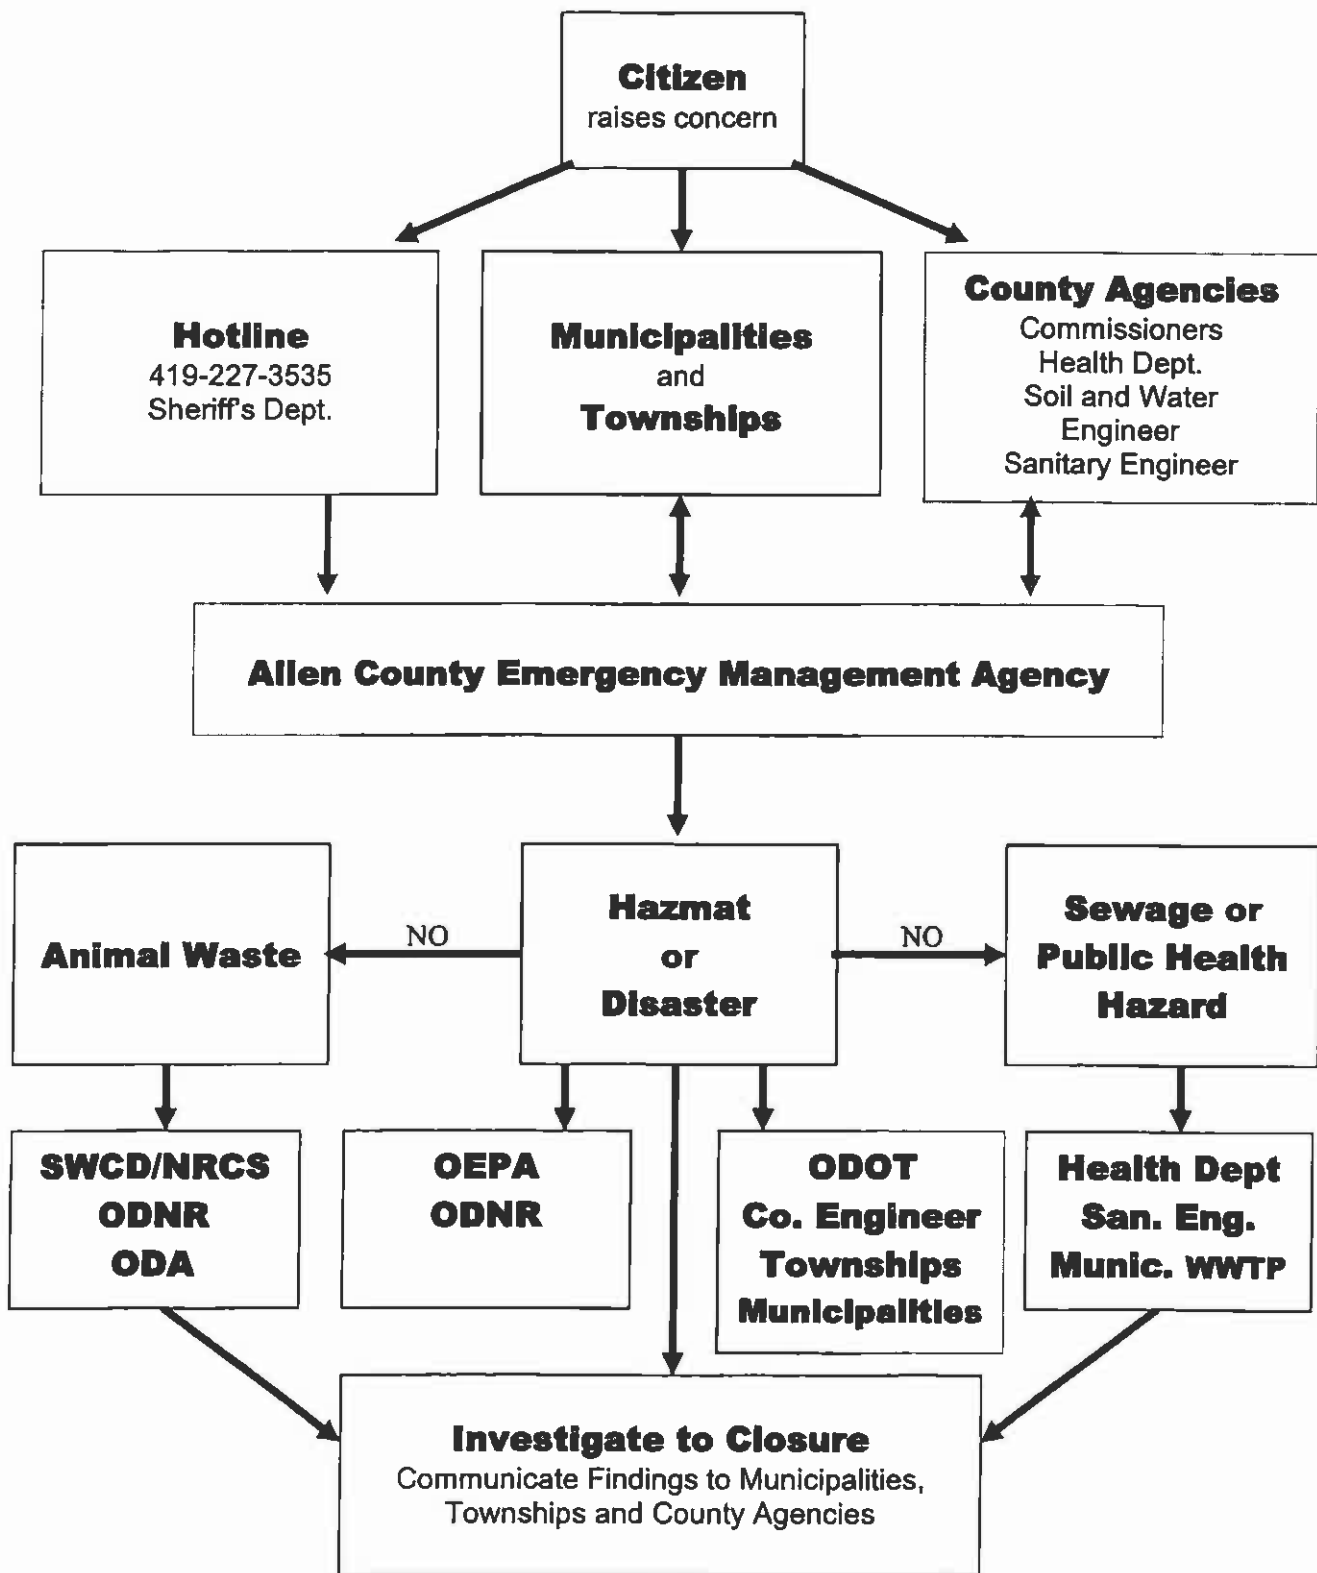 Citizen
raises concern
Hotline
419-227-3535
Sheriff's Dept.
Municipalities
and
Townships
County Agencies
Commissioners
Health Dept.
Soil and Water
Engineer
Sanitary Engineer
Allen County Emergency Management Agency
Animal Waste
NO
Hazmat
or
Disaster
NO
Sewage or
Public Health
Hazard
SWCD/NRCS
ODNR
ODA
OEPA
ODNR
ODOT
Co. Engineer
Townships
Municipalities
Health Dept
San. Eng.
Munic. WWTP
Investigate to Closure
Communicate Findings to Municipalities,
Townships and County Agencies